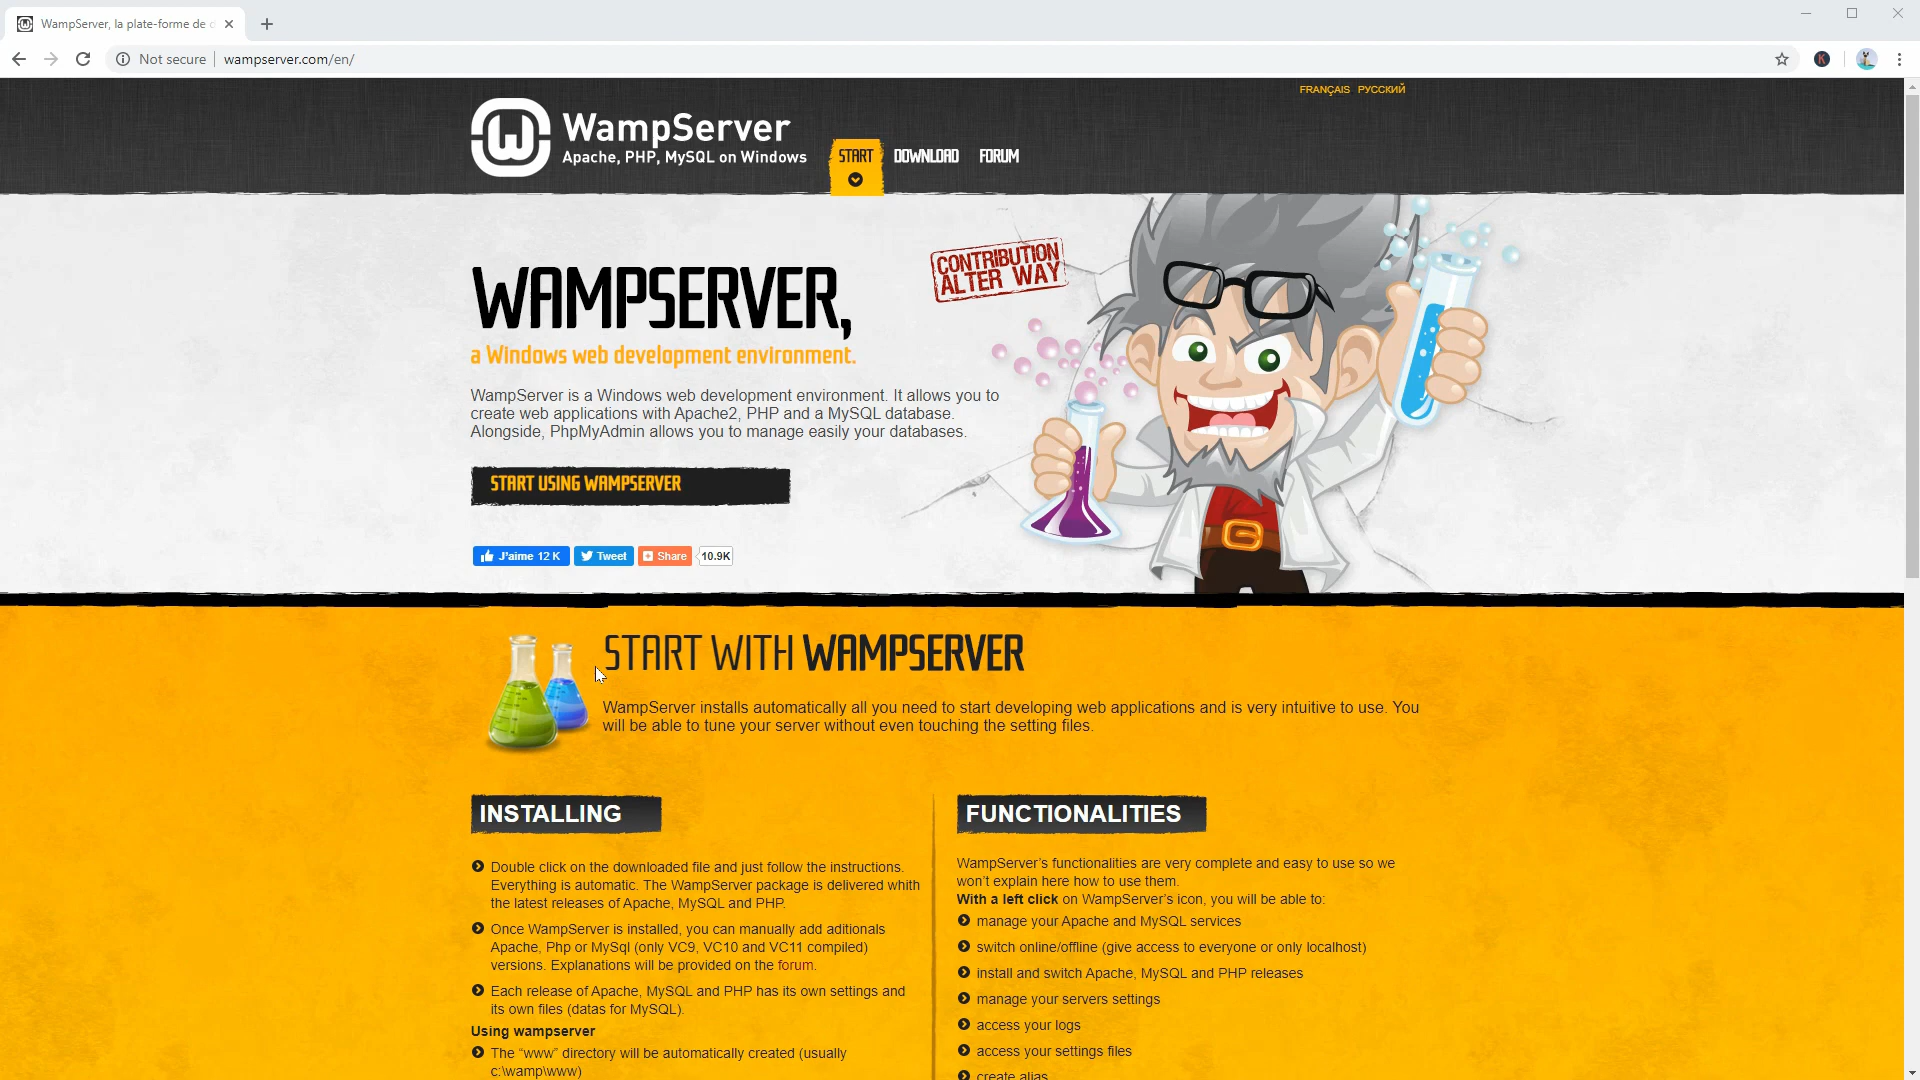 WampServer, la plate-forme de d
Not secure
wampserver.com/en/
FRANÇAIS РУССКИЙ
WampServer
Apache, PHP, MySQL on Windows
START
DOWNLOAD
FORUM
CONTRIBUTION
ALTER WAY
WAMPSERVER,
a Windows web development environment.
WampServer is a Windows web development environment. It allows you to
create web applications with Apache2, PHP and a MySQL database.
Alongside, PhpMyAdmin allows you to manage easily your databases.
START USING WAMPSERVER
J'aime 12 K
Tweet
Share
10.9K
START WITH WAMPSERVER
WampServer installs automatically all you need to start developing web applications and is very intuitive to use. You
will be able to tune your server without even touching the setting files.
INSTALLING
Double click on the downloaded file and just follow the instructions.
Everything is automatic. The WampServer package is delivered whith
the latest releases of Apache, MySQL and PHP.
Once WampServer is installed, you can manually add aditionals
Apache, Php or MySql (only VC9, VC10 and VC11 compiled)
versions. Explanations will be provided on the forum.
Each release of Apache, MySQL and PHP has its own settings and
its own files (datas for MySQL).
Using wampserver
The “www” directory will be automatically created (usually
c:\wamp\www)
FUNCTIONALITIES
WampServer’s functionalities are very complete and easy to use so we
won’t explain here how to use them.
With a left click on WampServer’s icon, you will be able to:
manage your Apache and MySQL services
switch online/offline (give access to everyone or only localhost)
install and switch Apache, MySQL and PHP releases
manage your servers settings
access your logs
access your settings files
create alias